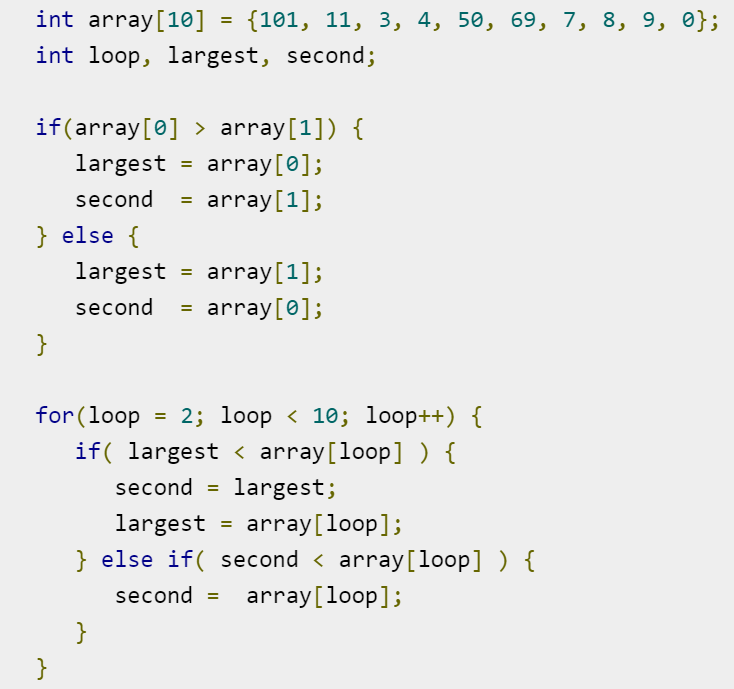 int array[10] = {101, 11, 3, 4, 50, 69, 7, 8, 9, 0};
int loop, largest, second;

if(array[0] > array[1]) {
   largest = array[0];
   second  = array[1];
} else {
   largest = array[1];
   second  = array[0];
}

for(loop = 2; loop < 10; loop++) {
   if( largest < array[loop] ) {
      second = largest;
      largest = array[loop];
   } else if( second < array[loop] ) {
      second =  array[loop];
   }
}